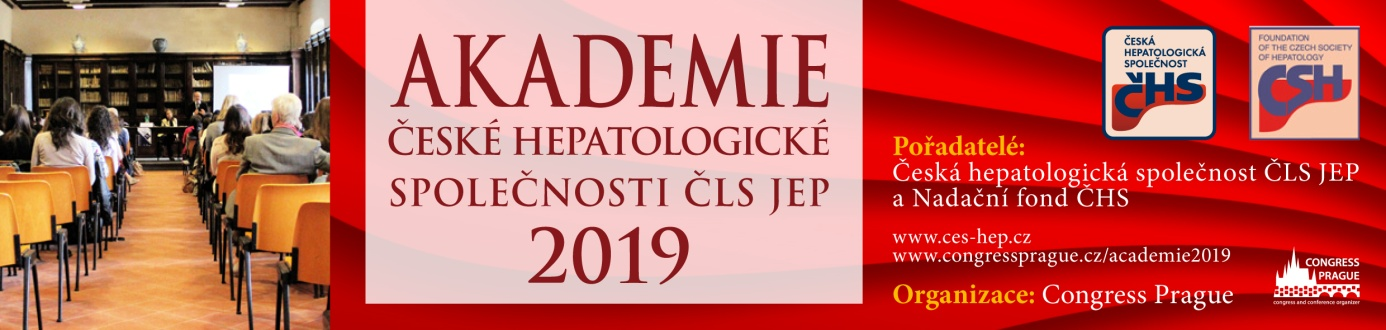 AKADEMIE
ČESKÉ HEPATOLOGICKÉ
SPOLEČNOSTI ČLS JEP
2019
ČESKÁ
HEPATOLOGICKÁ
SPOLEČNOST
ČHS
FOUNDATION
OF THE CZECH SOCIETY
OF HEPATOLOGY
CSH
Pořadatelé:
Česká hepatologická společnost ČLS JEP
a Nadační fond ČHS
www.ces-hep.cz
www.congressprague.cz/academie2019
Organizace: Congress Prague
CONGRESS
PRAGUE
congress and conference organizer